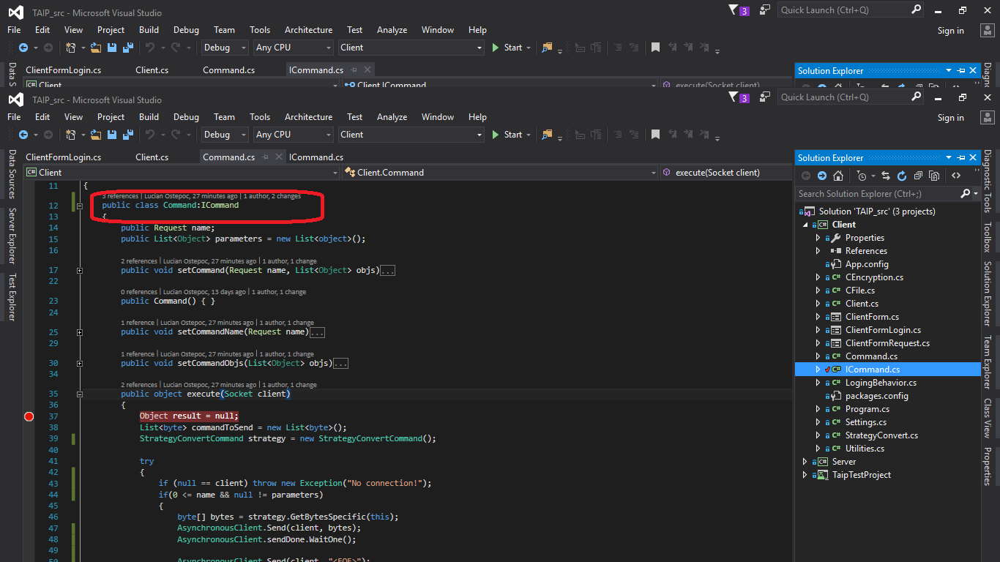 TAIP_src - Microsoft Visual Studio
3
Quick Launch (Ctrl+Q)
File Edit View Project Build Debug Team Tools Architecture Test Analyze Window Help
Sign in
Debug Any CPU Client Start
ClientFormLogin.cs Client.cs Command.cs ICommand.cs
Solution Explorer
TAIP_src - Microsoft Visual Studio
3
Quick Launch (Ctrl+Q)
File Edit View Project Build Debug Team Tools Architecture Test Analyze Window Help
Sign in
Debug Any CPU Client Start
ClientFormLogin.cs Client.cs Command.cs ICommand.cs
Client Client.Command execute(Socket client)
Data Sources
Server Explorer
Test Explorer
11 {
3 references | Lucian Ostepoc, 27 minutes ago | 1 author, 2 changes
12 public class Command:ICommand
13 {
14 public Request name;
15 public List<Object> parameters = new List<object>();
16
2 references | Lucian Ostepoc, 27 minutes ago | 1 author, 1 change
17 public void setCommand(Request name, List<Object> objs)...
22
0 references | Lucian Ostepoc, 13 days ago | 1 author, 1 change
23 public Command() { }
24
1 reference | Lucian Ostepoc, 27 minutes ago | 1 author, 1 change
25 public void setCommandName(Request name)...
29
1 reference | Lucian Ostepoc, 27 minutes ago | 1 author, 1 change
30 public void setCommandObjs(List<Object> objs)...
34
2 references | Lucian Ostepoc, 27 minutes ago | 1 author, 1 change
35 public object execute(Socket client)
36 {
37 Object result = null;
38 List<byte> commandToSend = new List<byte>();
39 StrategyConvertCommand strategy = new StrategyConvertCommand();
40
41 try
42 {
43 if (null == client) throw new Exception("No connection!");
44 if(0 <= name && null != parameters)
45 {
46 byte[] bytes = strategy.GetBytesSpecific(this);
47 AsynchronousClient.Send(client, bytes);
48 AsynchronousClient.sendDone.WaitOne();
49
50 AsynchronousClient.Send(client, "<EOF>");
Solution Explorer
Search Solution Explorer (Ctrl+;)
Solution 'TAIP_src' (3 projects)
Client
Properties
References
App.config
CEncryption.cs
CFile.cs
Client.cs
ClientForm.cs
ClientFormLogin.cs
ClientFormRequest.cs
Command.cs
ICommand.cs
LogingBehavior.cs
packages.config
Program.cs
Settings.cs
StrategyConvert.cs
Utilities.cs
Server
TaipTestProject
Diagnostic Tools
Toolbox
Solution Explorer
Team Explorer
Class View
Properties